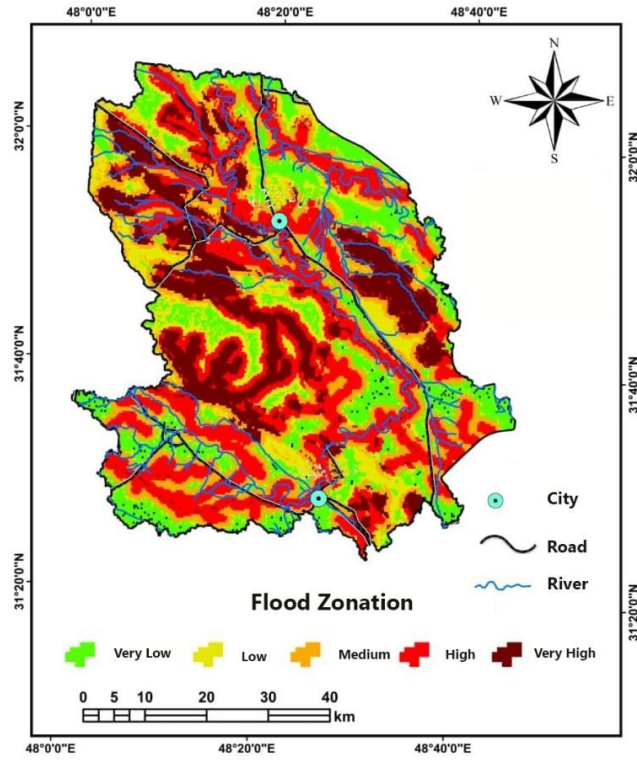 48°0'0"E 48°20'0"E 48°40'0"E
N
W E
S
32°0'0"N 32°0'0"N
31°40'0"N 31°40'0"N
31°20'0"N 31°20'0"N
City
Road
River
Flood Zonation
Very Low Low Medium High Very High
0 5 10 20 30 40
km
48°0'0"E 48°20'0"E 48°40'0"E